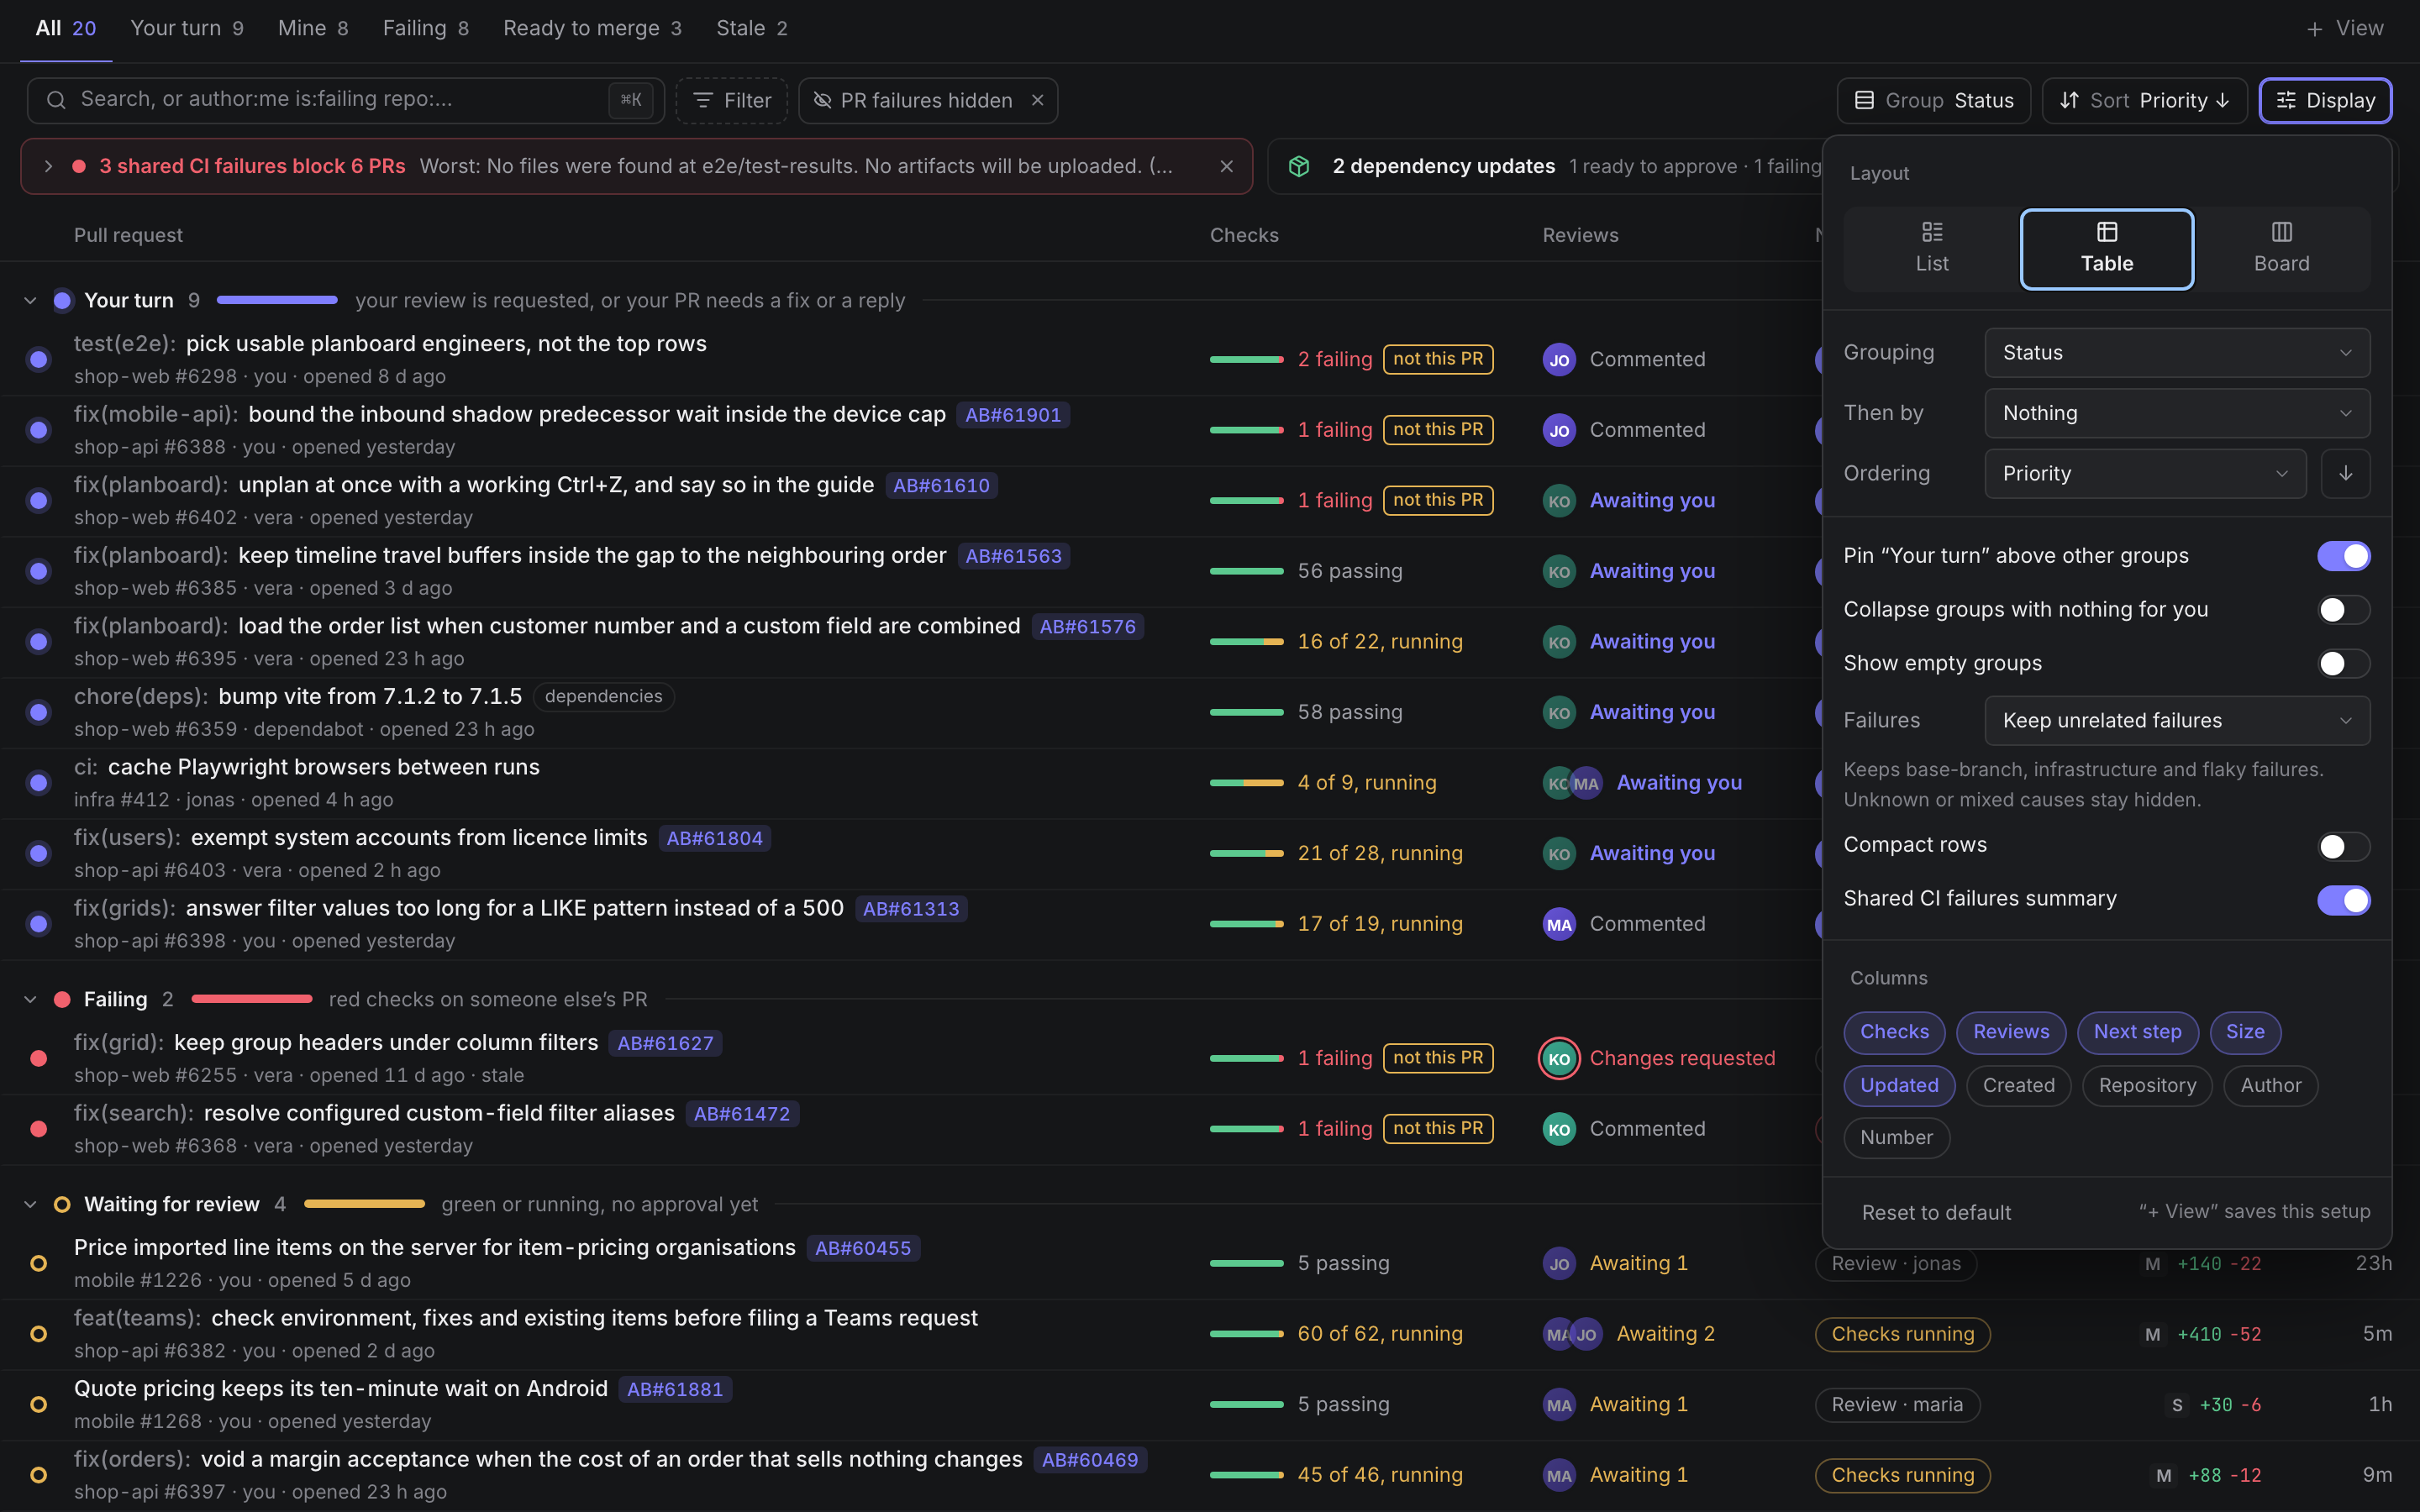 All 20 Your turn 9 Mine 8 Failing 8 Ready to merge 3 Stale 2 + View
Search, or author:me is:failing repo:... ⌘K Filter PR failures hidden × Group Status Sort Priority ↓ Display
3 shared CI failures block 6 PRs Worst: No files were found at e2e/test-results. No artifacts will be uploaded. (... ×
2 dependency updates 1 ready to approve · 1 failing
Pull request Checks Reviews
Your turn 9 your review is requested, or your PR needs a fix or a reply
test(e2e): pick usable planboard engineers, not the top rows
shop-web #6298 · you · opened 8 d ago
2 failing not this PR JO Commented
fix(mobile-api): bound the inbound shadow predecessor wait inside the device cap AB#61901
shop-api #6388 · you · opened yesterday
1 failing not this PR JO Commented
fix(planboard): unplan at once with a working Ctrl+Z, and say so in the guide AB#61610
shop-web #6402 · vera · opened yesterday
1 failing not this PR KO Awaiting you
fix(planboard): keep timeline travel buffers inside the gap to the neighbouring order AB#61563
shop-web #6385 · vera · opened 3 d ago
56 passing KO Awaiting you
fix(planboard): load the order list when customer number and a custom field are combined AB#61576
shop-web #6395 · vera · opened 23 h ago
16 of 22, running KO Awaiting you
chore(deps): bump vite from 7.1.2 to 7.1.5 dependencies
shop-web #6359 · dependabot · opened 23 h ago
58 passing KO Awaiting you
ci: cache Playwright browsers between runs
infra #412 · jonas · opened 4 h ago
4 of 9, running KO MA Awaiting you
fix(users): exempt system accounts from licence limits AB#61804
shop-api #6403 · vera · opened 2 h ago
21 of 28, running KO Awaiting you
fix(grids): answer filter values too long for a LIKE pattern instead of a 500 AB#61313
shop-api #6398 · you · opened yesterday
17 of 19, running MA Commented
Failing 2 red checks on someone else’s PR
fix(grid): keep group headers under column filters AB#61627
shop-web #6255 · vera · opened 11 d ago · stale
1 failing not this PR KO Changes requested
fix(search): resolve configured custom-field filter aliases AB#61472
shop-web #6368 · vera · opened yesterday
1 failing not this PR KO Commented
Waiting for review 4 green or running, no approval yet
Price imported line items on the server for item-pricing organisations AB#60455
mobile #1226 · you · opened 5 d ago
5 passing JO Awaiting 1 Review · jonas M +140 -22 23h
feat(teams): check environment, fixes and existing items before filing a Teams request
shop-api #6382 · you · opened 2 d ago
60 of 62, running MA JO Awaiting 2 Checks running M +410 -52 5m
Quote pricing keeps its ten-minute wait on Android AB#61881
mobile #1268 · you · opened yesterday
5 passing MA Awaiting 1 Review · maria S +30 -6 1h
fix(orders): void a margin acceptance when the cost of an order that sells nothing changes AB#60469
shop-api #6397 · you · opened 23 h ago
45 of 46, running MA Awaiting 1 Checks running M +88 -12 9m
Layout
List Table Board
Grouping Status
Then by Nothing
Ordering Priority ↓
Pin “Your turn” above other groups
Collapse groups with nothing for you
Show empty groups
Failures Keep unrelated failures
Keeps base-branch, infrastructure and flaky failures.
Unknown or mixed causes stay hidden.
Compact rows
Shared CI failures summary
Columns
Checks Reviews Next step Size
Updated Created Repository Author
Number
Reset to default “+ View” saves this setup